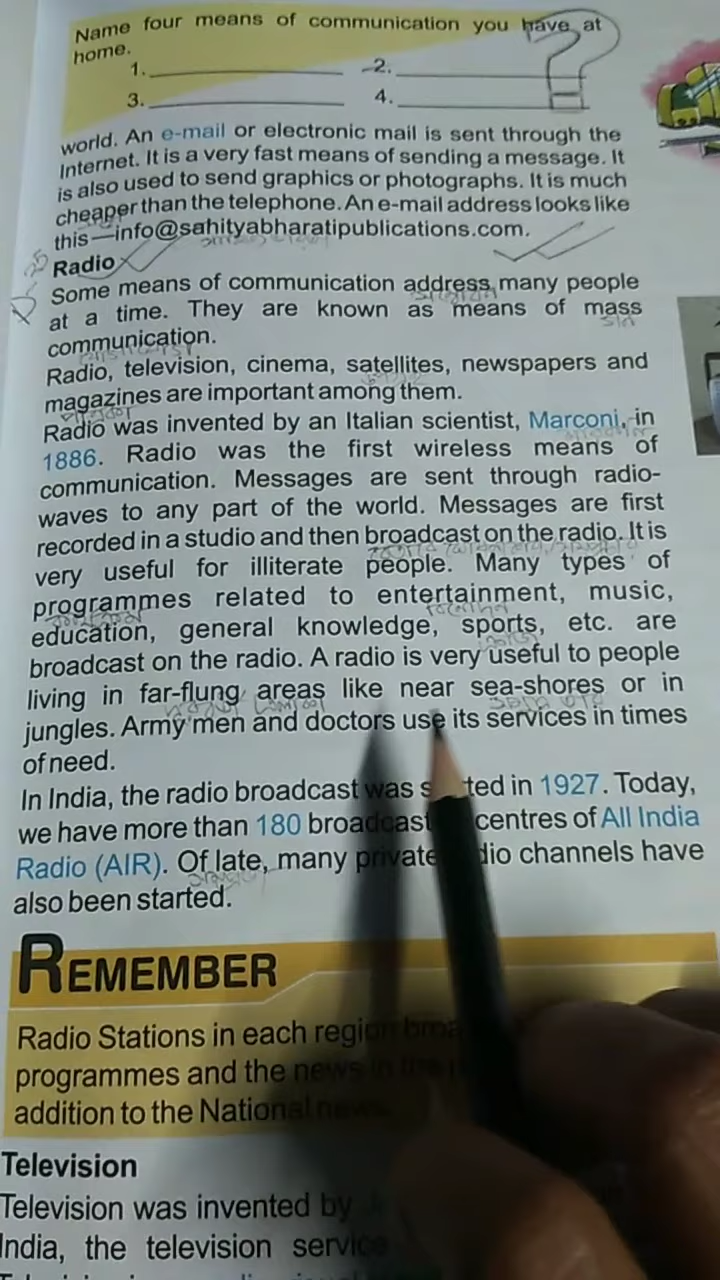 Name four means of communication you have at
home.
1. 2.
3. 4.
world. An e-mail or electronic mail is sent through the
Internet. It is a very fast means of sending a message. It
is also used to send graphics or photographs. It is much
cheaper than the telephone. An e-mail address looks like
this—info@sahityabharatipublications.com.
Radio
Some means of communication address many people
at a time. They are known as means of mass
communication.
Radio, television, cinema, satellites, newspapers and
magazines are important among them.
Radio was invented by an Italian scientist, Marconi, in
1886. Radio was the first wireless means of
communication. Messages are sent through radio-
waves to any part of the world. Messages are first
recorded in a studio and then broadcast on the radio. It is
very useful for illiterate people. Many types of
programmes related to entertainment, music,
education, general knowledge, sports, etc. are
broadcast on the radio. A radio is very useful to people
living in far-flung areas like near sea-shores or in
jungles. Army men and doctors use its services in times
of need.
In India, the radio broadcast was in 1927. Today,
we have more than 180 centres of All India
Radio (AIR). Of late, many private channels have
also been started.
REMEMBER
Radio Stations in each region
programmes and the news in
addition to the National news.
Television
Television was invented by
India, the television service